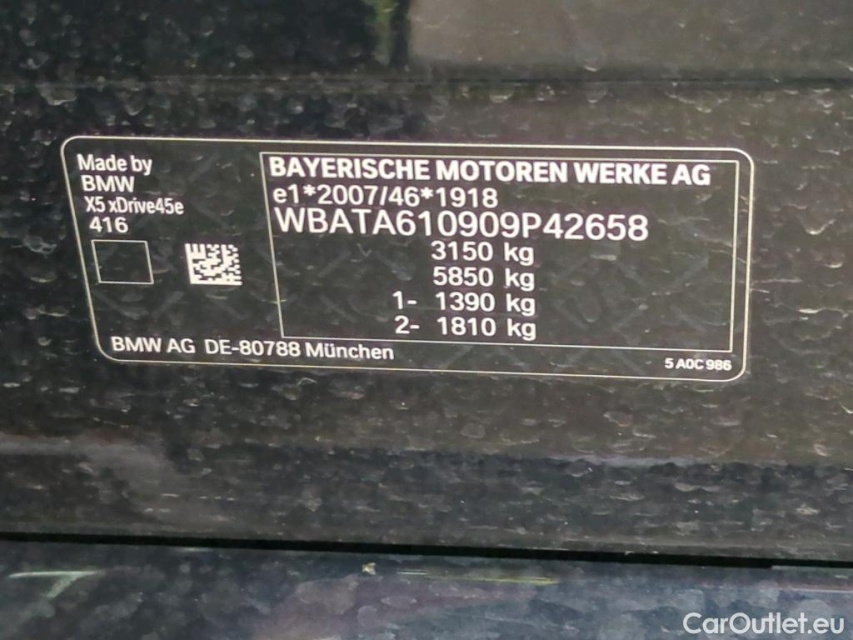 Made by
BMW
X5 xDrive45e
416
BAYERISCHE MOTOREN WERKE AG
e1*2007/46*1918
WBATA610909P42658
3150 kg
5850 kg
1- 1390 kg
2- 1810 kg
BMW AG DE-80788 München
5 A0C 986
CarOutlet.eu